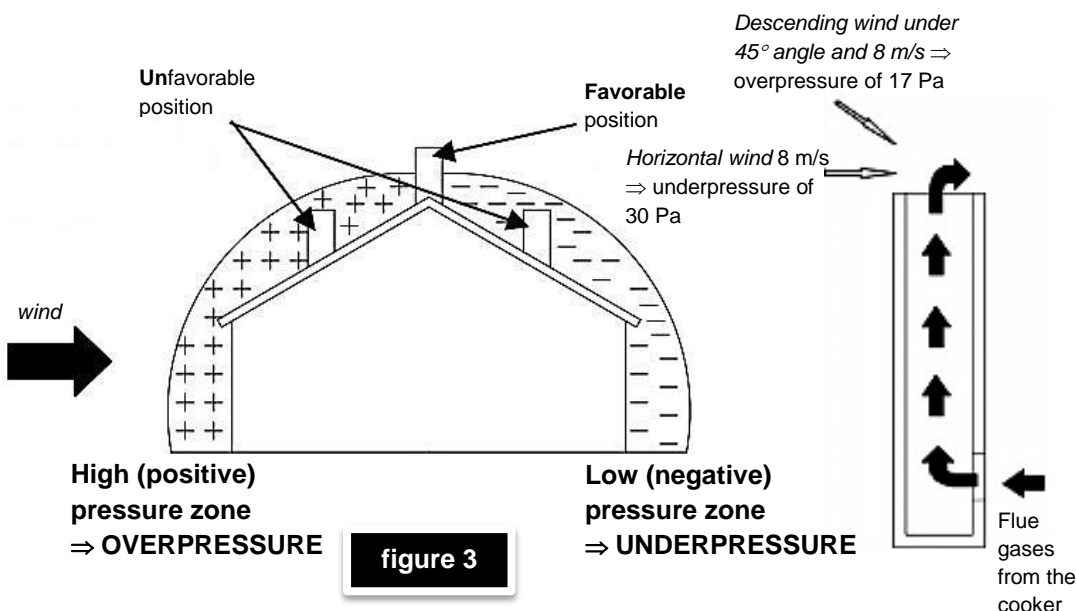 Descending wind under
45° angle and 8 m/s ⇒
overpressure of 17 Pa
Unfavorable
position
Favorable
position
Horizontal wind 8 m/s
⇒ underpressure of
30 Pa
wind
High (positive)
pressure zone
⇒ OVERPRESSURE
Low (negative)
pressure zone
⇒ UNDERPRESSURE
figure 3
Flue
gases
from the
cooker